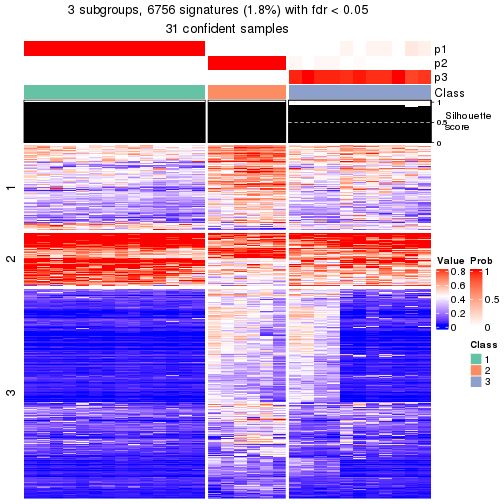 3 subgroups, 6756 signatures (1.8%) with fdr < 0.05
31 confident samples
p1
p2
p3
Class
1
0.5
0
Silhouette
score
1
2
3
Value
0.8
0.6
0.4
0.2
0
Prob
1
0.5
0
Class
1
2
3